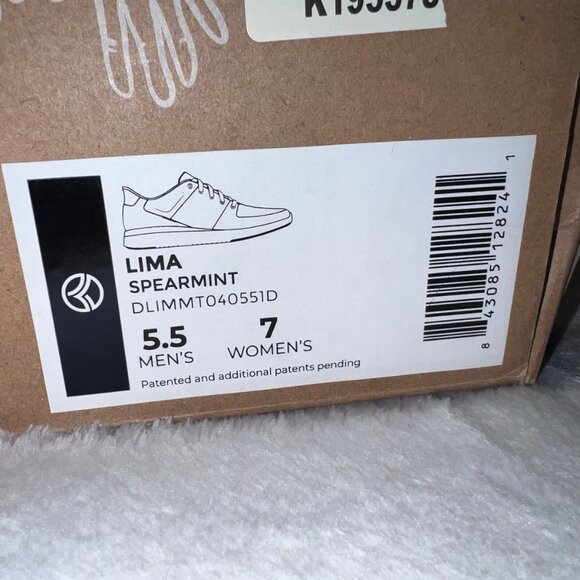 LIMA
SPEARMINT
DLIMMT040551D
5.5 7
MEN'S WOMEN'S
Patented and additional patents pending
8 43085 12824 1